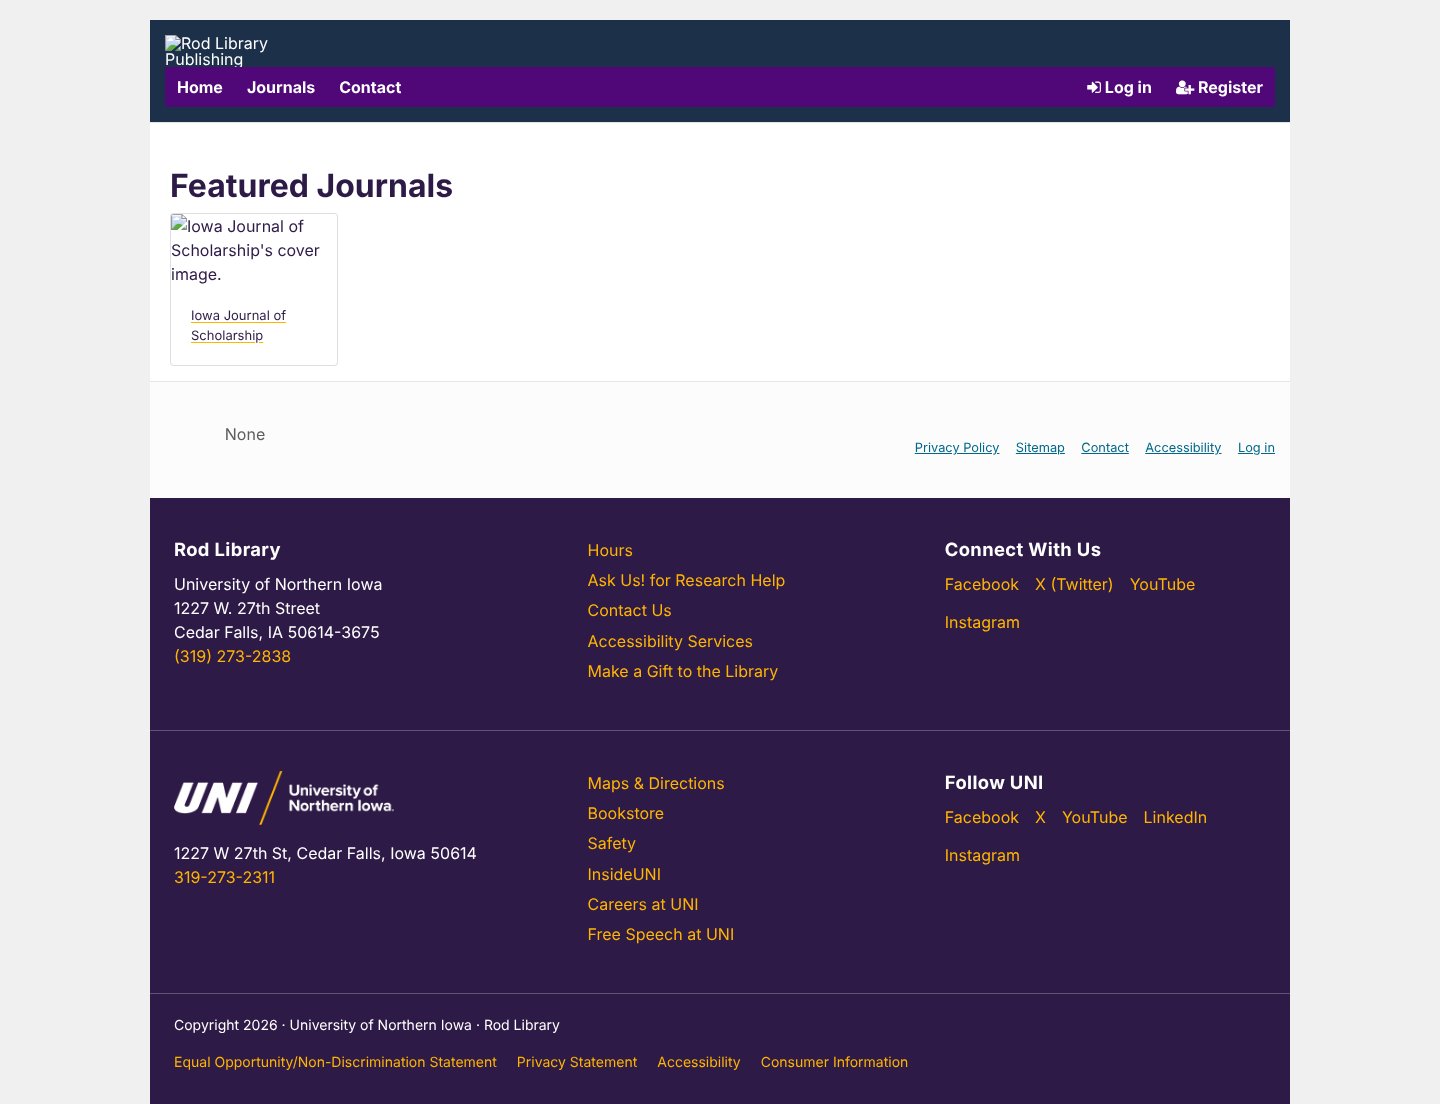 Rod Library
Publishing
Home Journals Contact Log in Register
Featured Journals
Iowa Journal of
Scholarship's cover
image.
Iowa Journal of
Scholarship
None
Privacy Policy Sitemap Contact Accessibility Log in
Rod Library
University of Northern Iowa
1227 W. 27th Street
Cedar Falls, IA 50614-3675
(319) 273-2838
Hours
Ask Us! for Research Help
Contact Us
Accessibility Services
Make a Gift to the Library
Connect With Us
Facebook X (Twitter) YouTube
Instagram
UNI University of
Northern Iowa.
1227 W 27th St, Cedar Falls, Iowa 50614
319-273-2311
Maps & Directions
Bookstore
Safety
InsideUNI
Careers at UNI
Free Speech at UNI
Follow UNI
Facebook X YouTube LinkedIn
Instagram
Copyright 2026 · University of Northern Iowa · Rod Library
Equal Opportunity/Non-Discrimination Statement Privacy Statement Accessibility Consumer Information